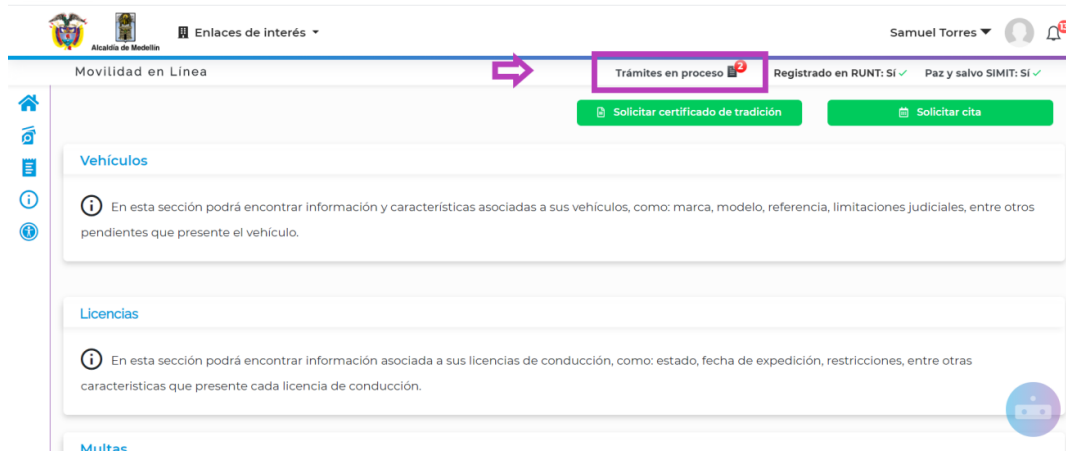 Alcaldía de Medellín
Enlaces de interés
Samuel Torres
Movilidad en Línea
Trámites en proceso 2
Registrado en RUNT: Sí
Paz y salvo SIMIT: Sí
Solicitar certificado de tradición
Solicitar cita
Vehículos
En esta sección podrá encontrar información y características asociadas a sus vehículos, como: marca, modelo, referencia, limitaciones judiciales, entre otros
pendientes que presente el vehículo.
Licencias
En esta sección podrá encontrar información asociada a sus licencias de conducción, como: estado, fecha de expedición, restricciones, entre otras
caracteristicas que presente cada licencia de conducción.
Multas